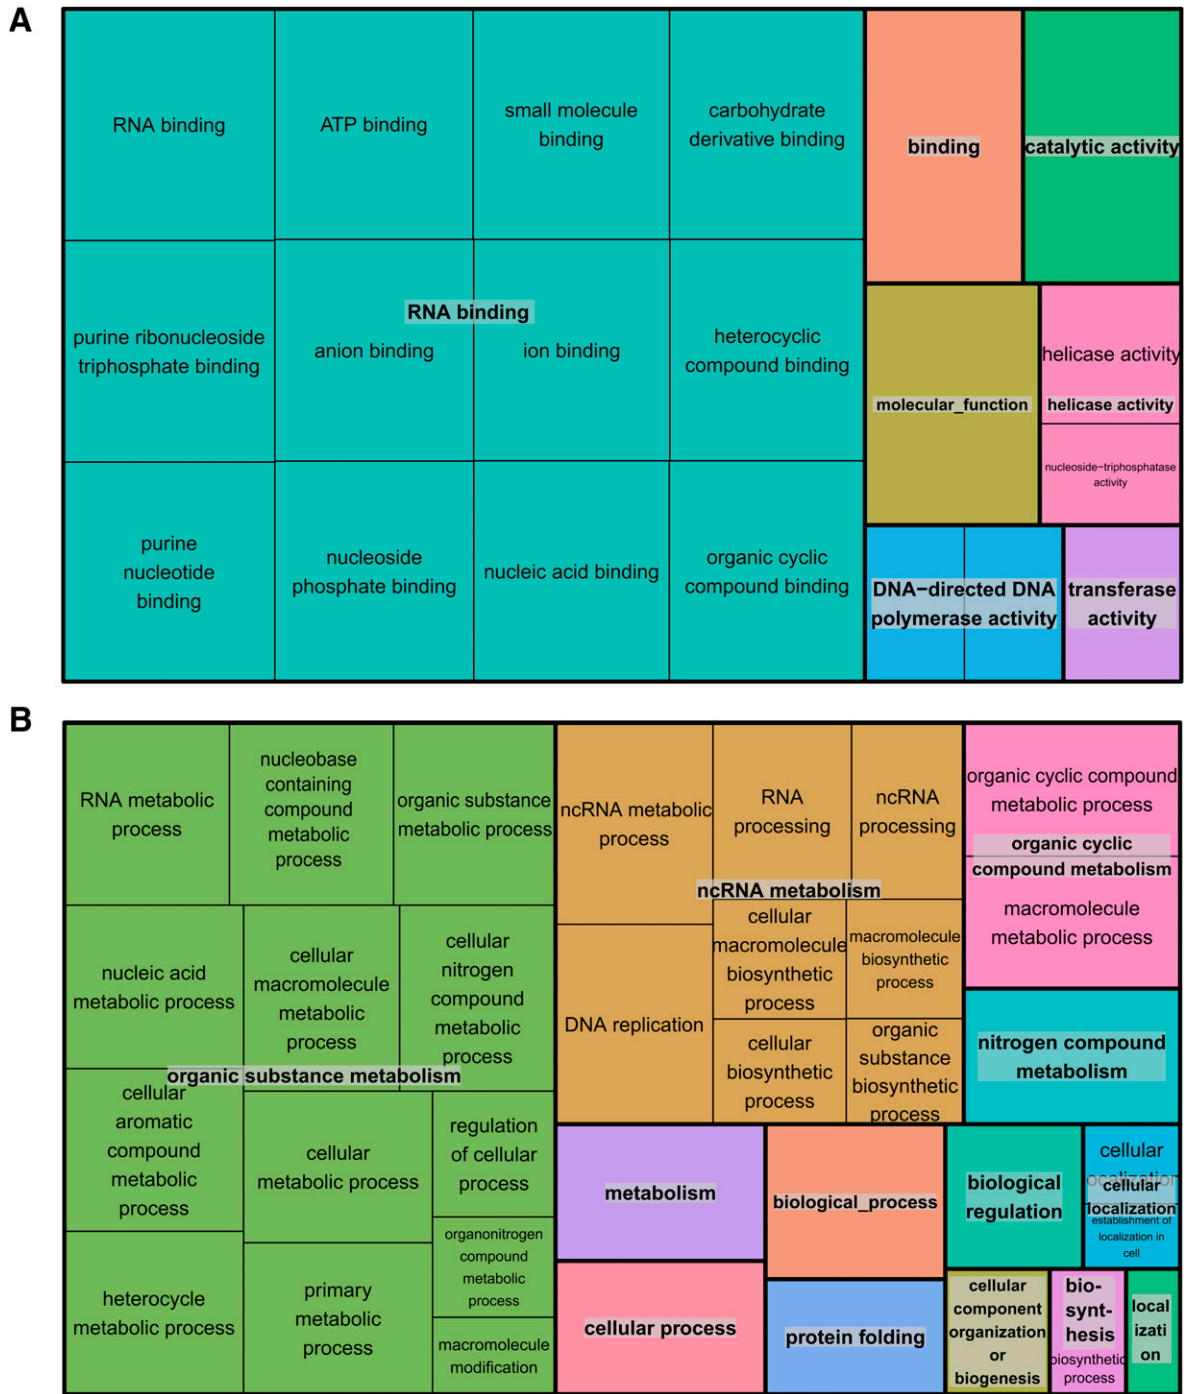 A
RNA binding
ATP binding
small molecule
binding
carbohydrate
derivative binding
binding
catalytic activity
purine ribonucleoside
triphosphate binding
RNA binding
anion binding
ion binding
heterocyclic
compound binding
molecular_function
helicase activity
helicase activity
nucleoside−triphosphatase
activity
purine
nucleotide
binding
nucleoside
phosphate binding
nucleic acid binding
organic cyclic
compound binding
DNA−directed DNA
polymerase activity
transferase
activity
B
RNA metabolic
process
nucleobase
containing
compound
metabolic
process
organic substance
metabolic process
nucleic acid
metabolic process
cellular
macromolecule
metabolic
process
cellular
nitrogen
compound
metabolic
process
organic substance metabolism
cellular
aromatic
compound
metabolic
process
cellular
metabolic process
regulation
of cellular
process
organonitrogen
compound
metabolic
process
heterocycle
metabolic process
primary
metabolic
process
macromolecule
modification
ncRNA metabolic
process
RNA
processing
ncRNA
processing
ncRNA metabolism
DNA replication
cellular
macromolecule
biosynthetic
process
macromolecule
biosynthetic
process
cellular
biosynthetic
process
organic
substance
biosynthetic
process
organic cyclic compound
metabolic process
organic cyclic
compound metabolism
macromolecule
metabolic process
nitrogen compound
metabolism
metabolism
biological_process
biological
regulation
cellular
localization
cellular
localization
establishment of
localization in
cell
cellular process
protein folding
cellular
component
organization
or
biogenesis
bio-
synt-
hesis
biosynthetic
process
local
izati
on